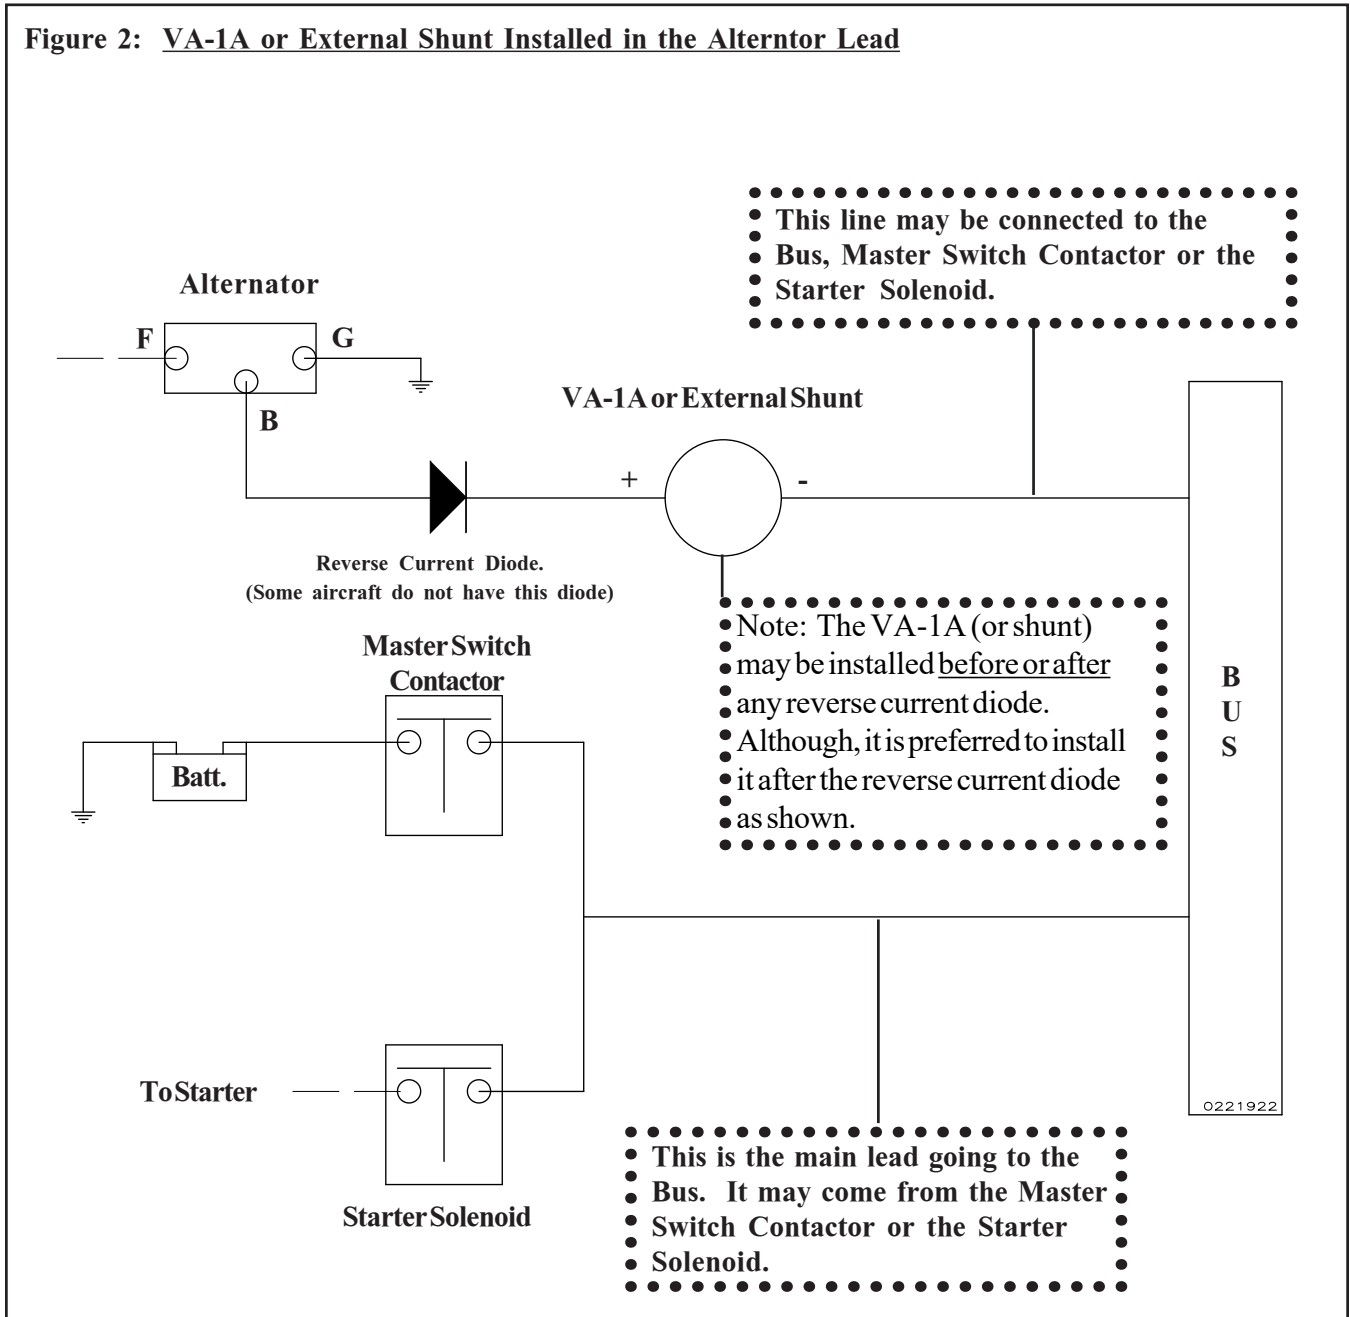 Figure 2: VA-1A or External Shunt Installed in the Alterntor Lead
This line may be connected to the
Bus, Master Switch Contactor or the
Starter Solenoid.
Alternator
F
G
B
VA-1A or External Shunt
+
-
Reverse Current Diode.
(Some aircraft do not have this diode)
Note: The VA-1A (or shunt)
may be installed before or after
any reverse current diode.
Although, it is preferred to install
it after the reverse current diode
as shown.
B
U
S
Master Switch
Contactor
Batt.
To Starter
Starter Solenoid
0221922
This is the main lead going to the
Bus. It may come from the Master
Switch Contactor or the Starter
Solenoid.